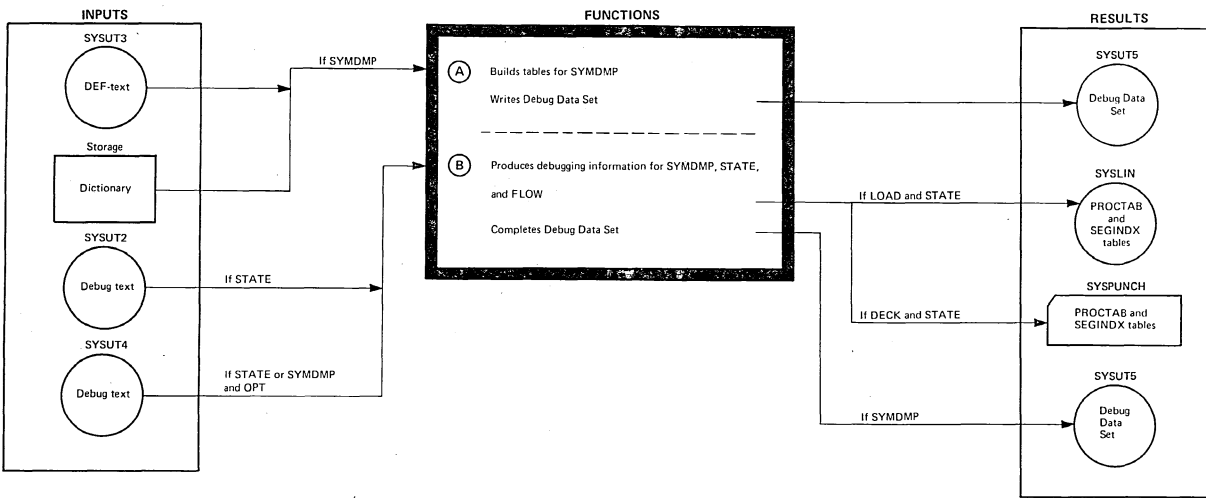 INPUTS
SYSUT3
DEF-text
Storage
Dictionary
SYSUT2
Debug text
SYSUT4
Debug text
If SYMDMP
If STATE
If STATE or SYMDMP
and OPT
FUNCTIONS
A Builds tables for SYMDMP
Writes Debug Data Set
B Produces debugging information for SYMDMP, STATE,
and FLOW
Completes Debug Data Set
If LOAD and STATE
If DECK and STATE
If SYMDMP
RESULTS
SYSUT5
Debug Data
Set
SYSLIN
PROCTAB
and
SEGINDX
tables
SYSPUNCH
PROCTAB and
SEGINDX tables
SYSUT5
Debug
Data
Set